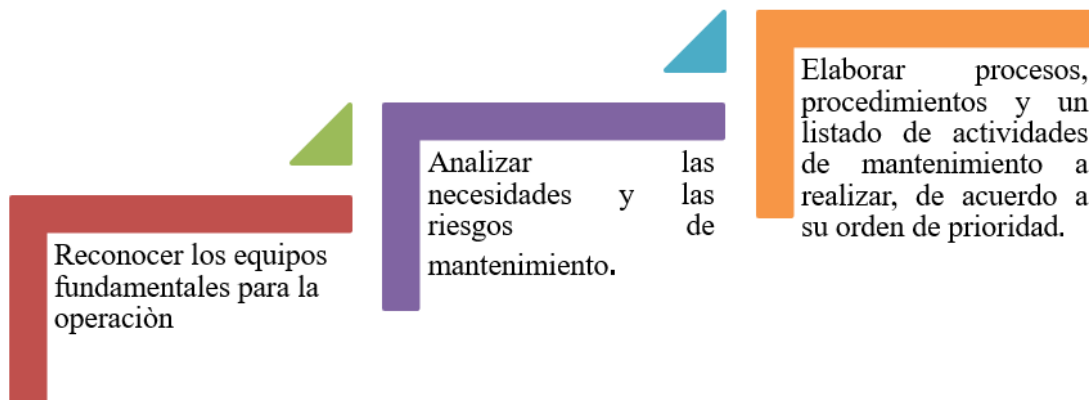 Reconocer los equipos
fundamentales para la
operaciòn
Analizar las
necesidades y las
riesgos de
mantenimiento.
Elaborar procesos,
procedimientos y un
listado de actividades
de mantenimiento a
realizar, de acuerdo a
su orden de prioridad.